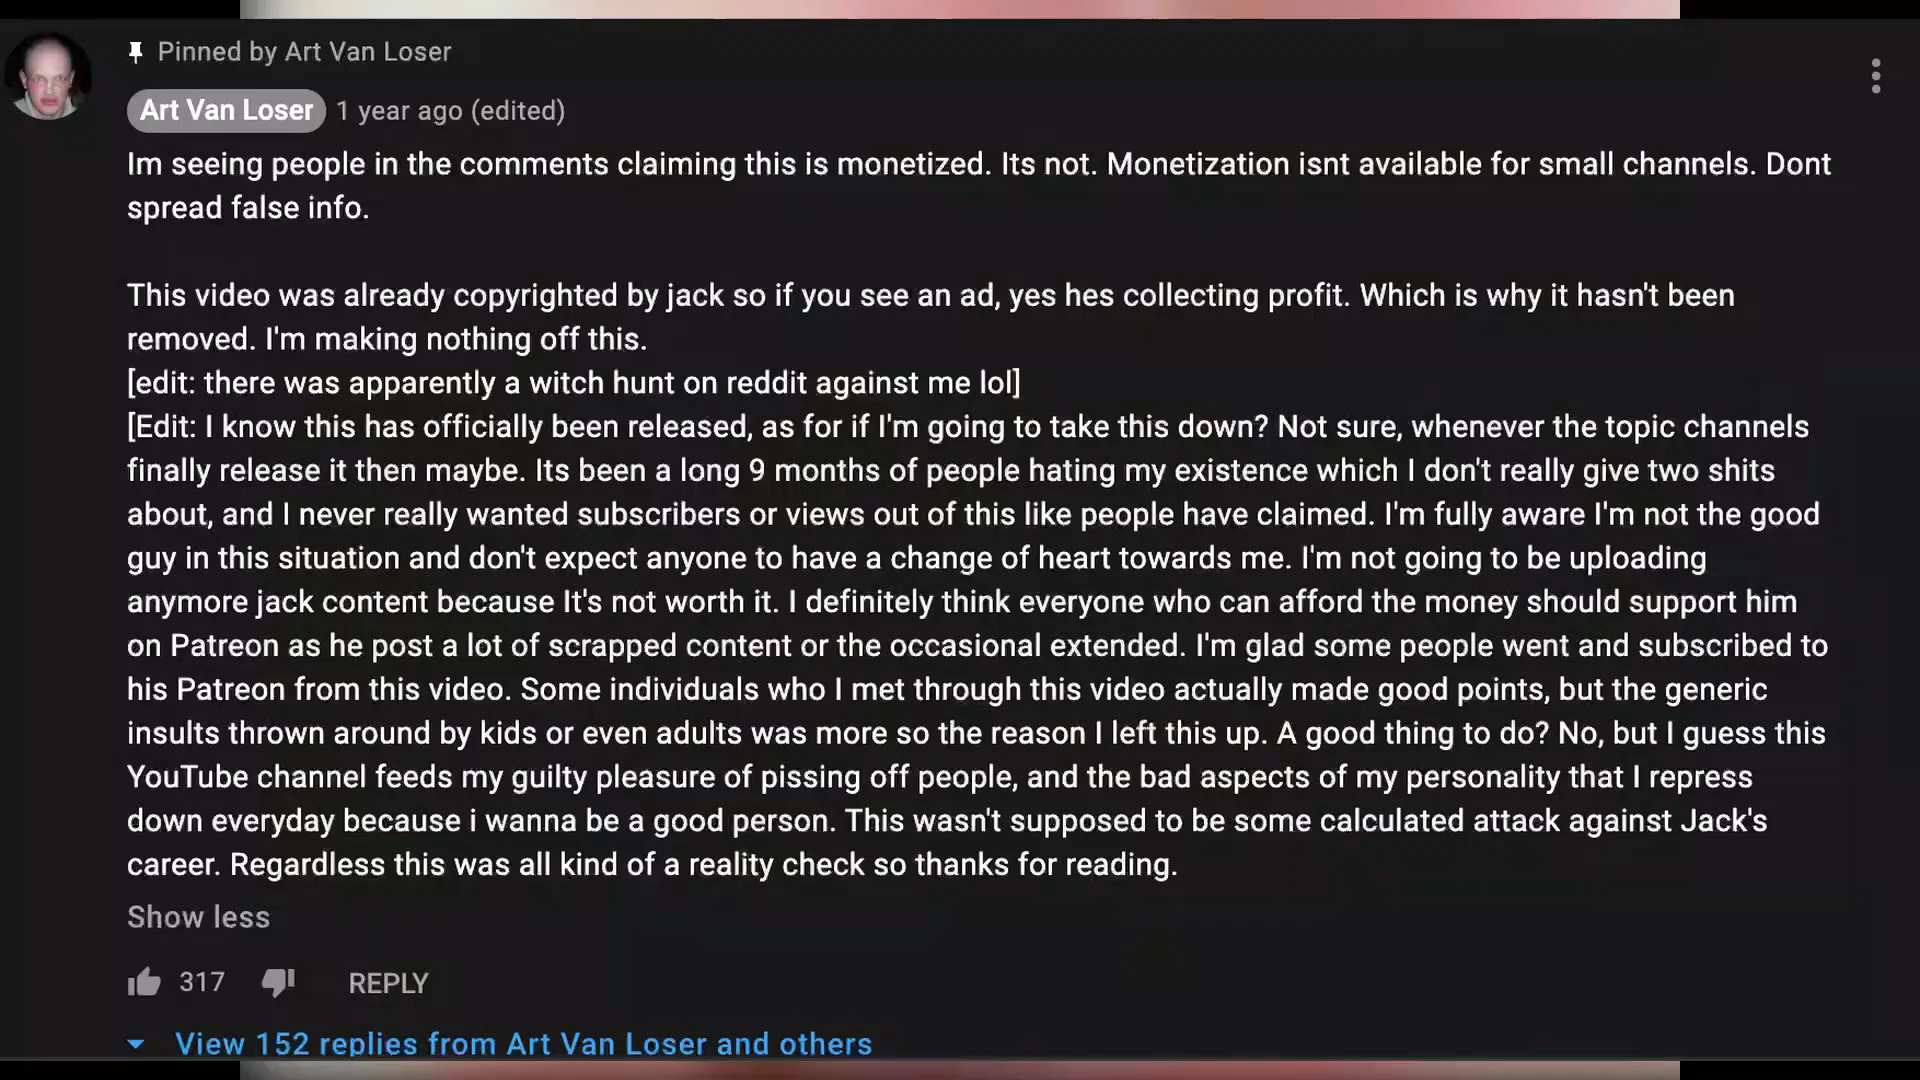 Pinned by Art Van Loser
Art Van Loser 1 year ago (edited)
Im seeing people in the comments claiming this is monetized. Its not. Monetization isnt available for small channels. Dont
spread false info.
This video was already copyrighted by jack so if you see an ad, yes hes collecting profit. Which is why it hasn't been
removed. I'm making nothing off this.
[edit: there was apparently a witch hunt on reddit against me lol]
[Edit: I know this has officially been released, as for if I'm going to take this down? Not sure, whenever the topic channels
finally release it then maybe. Its been a long 9 months of people hating my existence which I don't really give two shits
about, and I never really wanted subscribers or views out of this like people have claimed. I'm fully aware I'm not the good
guy in this situation and don't expect anyone to have a change of heart towards me. I'm not going to be uploading
anymore jack content because It's not worth it. I definitely think everyone who can afford the money should support him
on Patreon as he post a lot of scrapped content or the occasional extended. I'm glad some people went and subscribed to
his Patreon from this video. Some individuals who I met through this video actually made good points, but the generic
insults thrown around by kids or even adults was more so the reason I left this up. A good thing to do? No, but I guess this
YouTube channel feeds my guilty pleasure of pissing off people, and the bad aspects of my personality that I repress
down everyday because i wanna be a good person. This wasn't supposed to be some calculated attack against Jack's
career. Regardless this was all kind of a reality check so thanks for reading.
Show less
317 REPLY
View 152 replies from Art Van Loser and others